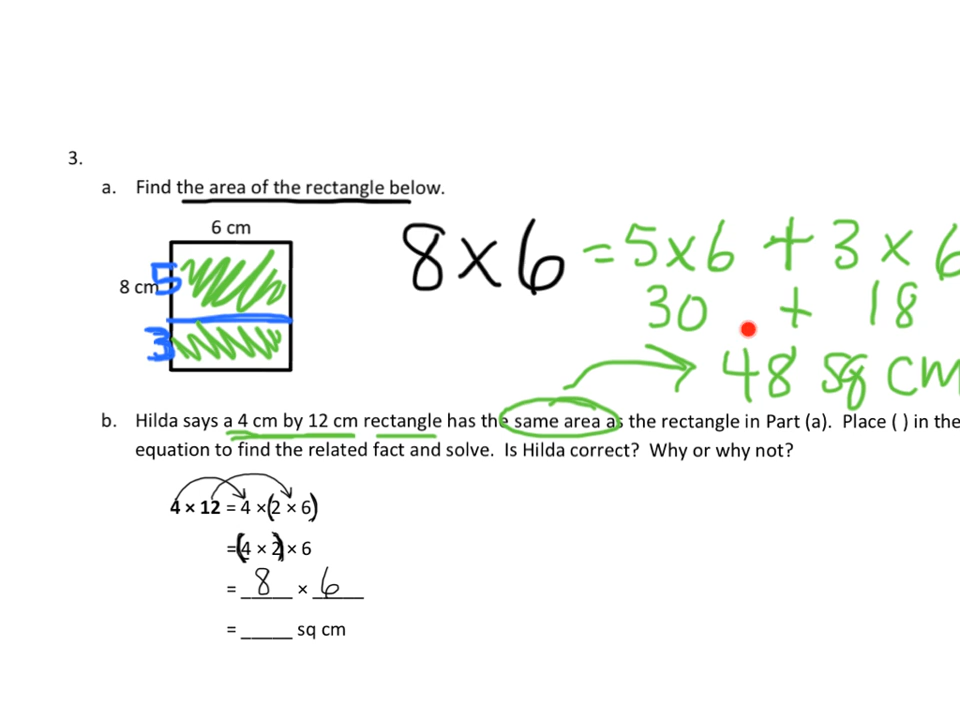 3.
a. Find the area of the rectangle below.
6 cm
8 cm
5
3
8 × 6 = 5 × 6 + 3 × 6
30 + 18
48 sq cm
b. Hilda says a 4 cm by 12 cm rectangle has the same area as the rectangle in Part (a). Place ( ) in the
equation to find the related fact and solve. Is Hilda correct? Why or why not?
4 × 12 = 4 × (2 × 6)
= (4 × 2) × 6
= 8 × 6
= _____ sq cm